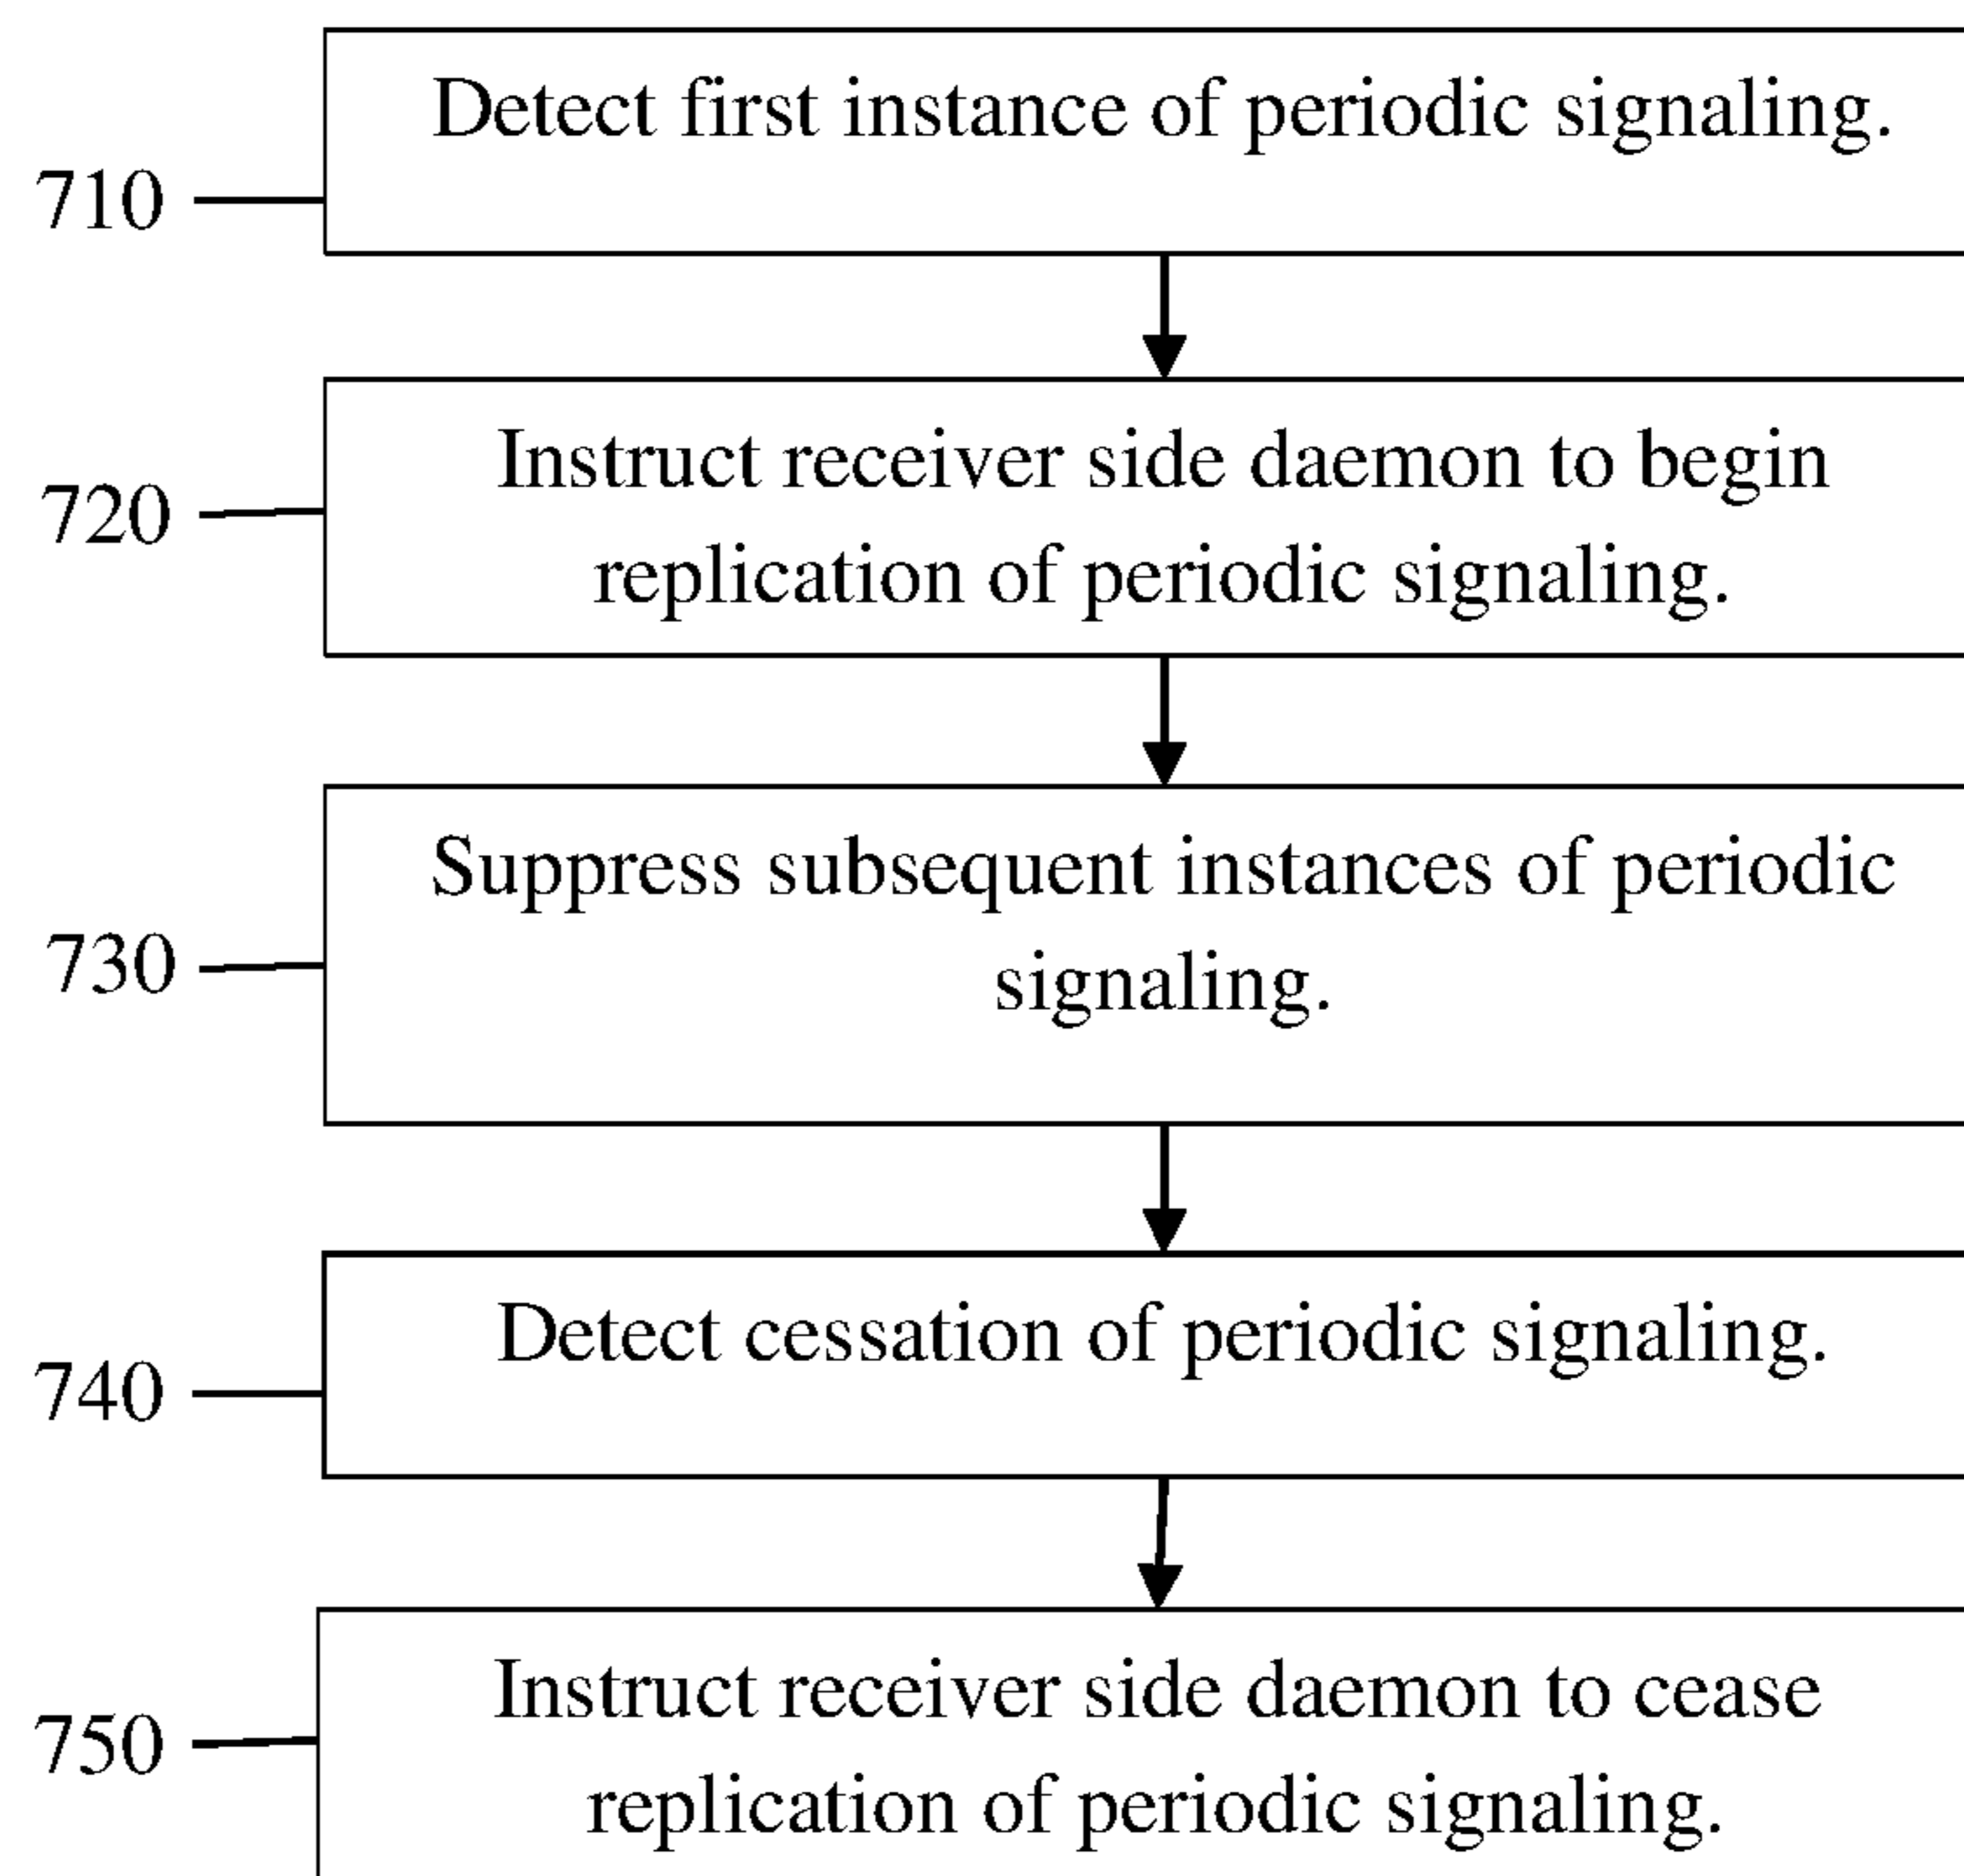 Detect first instance of periodic signaling.
710
Instruct receiver side daemon to begin
720
replication of periodic signaling.
Suppress subsequent instances of periodic
730
signaling.
Detect cessation of periodic signaling.
740
Instruct receiver side daemon to cease
750
replication of periodic signaling.